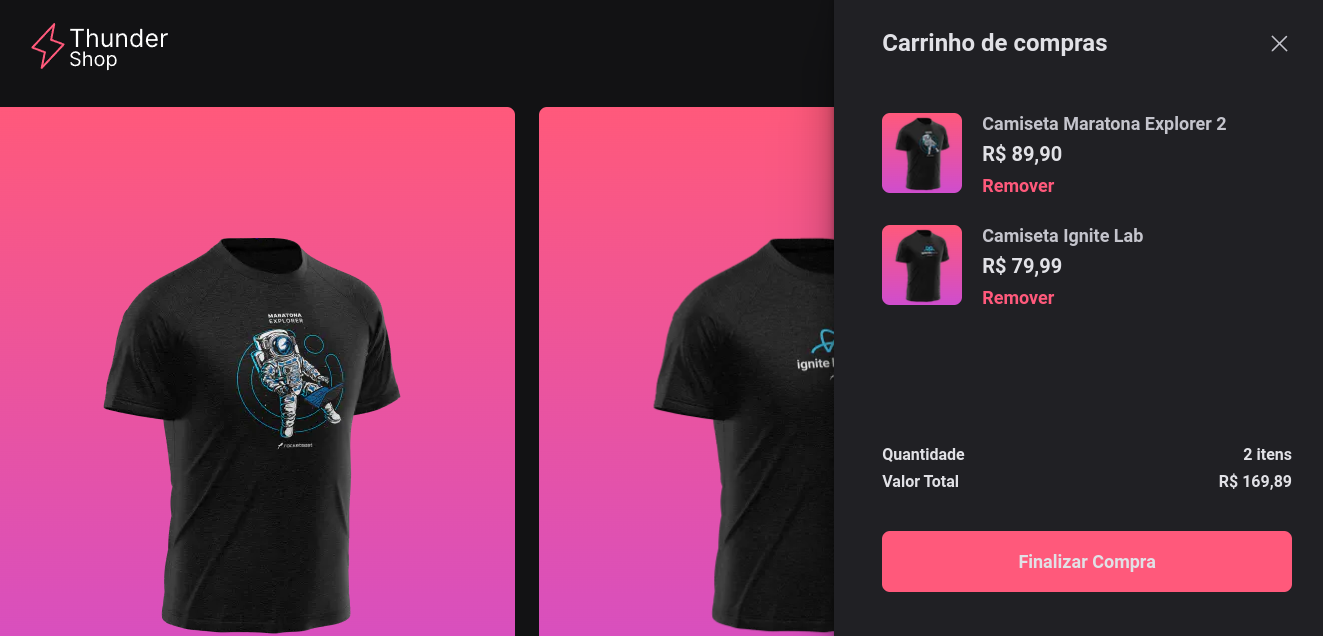 Thunder
Shop
Carrinho de compras
Camiseta Maratona Explorer 2
R$ 89,90
Remover
Camiseta Ignite Lab
R$ 79,99
Remover
MARATONA
EXPLORER
rocketseat
ignite
Quantidade
2 itens
Valor Total
R$ 169,89
Finalizar Compra